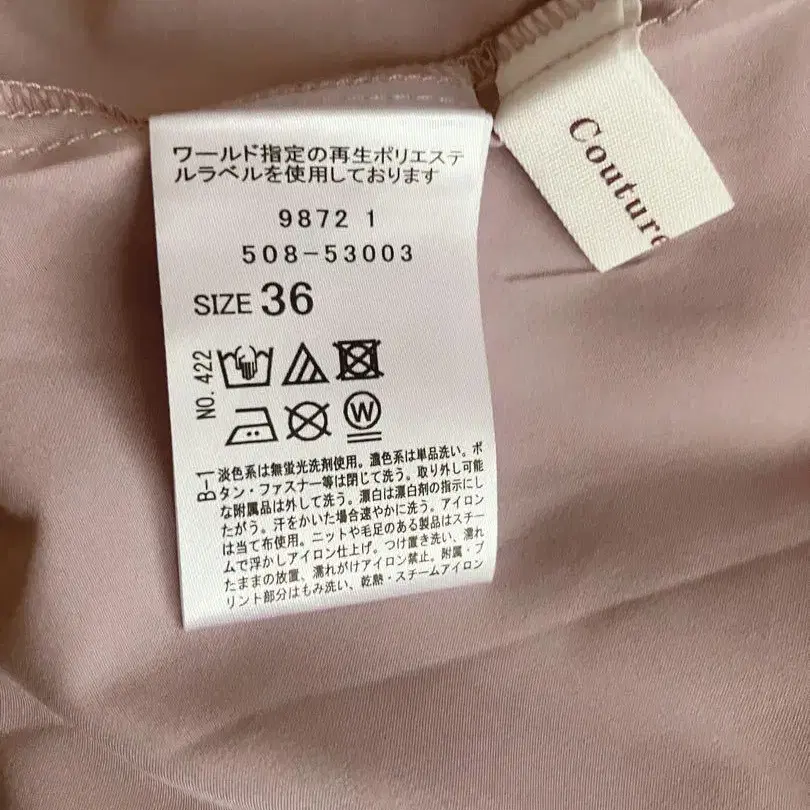 ワールド指定の再生ポリエステ
ルラベルを使用しております
9872 1
508-53003
SIZE 36
NO. 422
W
B-1
淡色系は無蛍光洗剤使用。濃色系は単品洗い。ボ
タン・ファスナー等は閉じて洗う。取り外し可能
な附属品は外して洗う。漂白は漂白剤の指示にし
たがう。汗をかいた場合速やかに洗う。アイロン
は当て布使用。ニットや毛足のある製品はスチー
ムで浮かしアイロン仕上げ。つけ置き洗い、濡れ
たままの放置、濡れがけアイロン禁止。附属・プ
リント部分はもみ洗い、乾熱・スチームアイロン
Couture